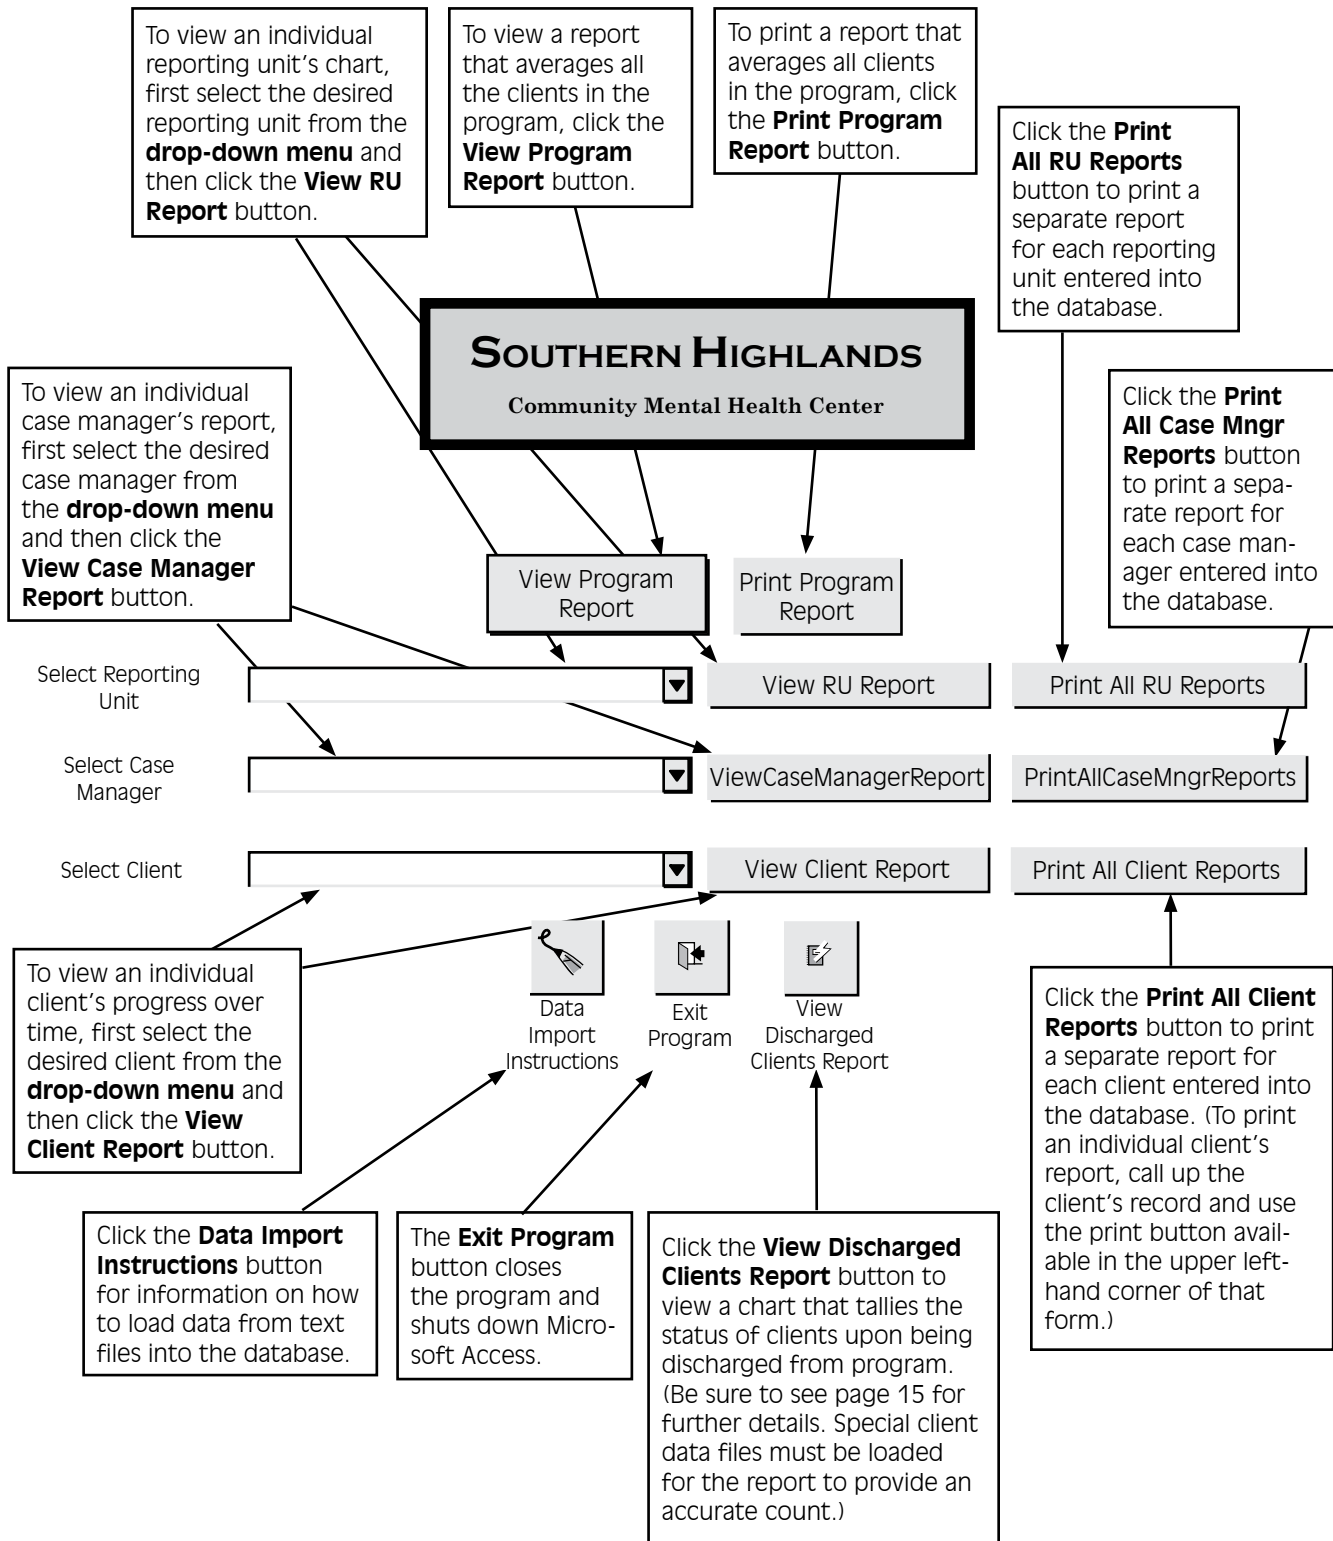 To view an individual
reporting unit's chart,
first select the desired
reporting unit from the
drop-down menu and
then click the View RU
Report button.
To view a report
that averages all
the clients in the
program, click the
View Program
Report button.
To print a report that
averages all clients
in the program, click
the Print Program
Report button.
Click the Print
All RU Reports
button to print a
separate report
for each reporting
unit entered into
the database.
SOUTHERN HIGHLANDS
Community Mental Health Center
To view an individual
case manager's report,
first select the desired
case manager from
the drop-down menu
and then click the
View Case Manager
Report button.
Click the Print
All Case Mngr
Reports button
to print a sepa-
rate report for
each case man-
ager entered into
the database.
View Program
Report
Print Program
Report
Select Reporting
Unit
View RU Report
Print All RU Reports
Select Case
Manager
ViewCaseManagerReport
PrintAllCaseMngrReports
Select Client
View Client Report
Print All Client Reports
Data
Import
Instructions
Exit
Program
View
Discharged
Clients Report
To view an individual
client's progress over
time, first select the
desired client from the
drop-down menu and
then click the View
Client Report button.
Click the Print All Client
Reports button to print
a separate report for
each client entered into
the database. (To print
an individual client's
report, call up the
client's record and use
the print button avail-
able in the upper left-
hand corner of that
form.)
Click the Data Import
Instructions button
for information on how
to load data from text
files into the database.
The Exit Program
button closes
the program and
shuts down Micro-
soft Access.
Click the View Discharged
Clients Report button to
view a chart that tallies the
status of clients upon being
discharged from program.
(Be sure to see page 15 for
further details. Special client
data files must be loaded
for the report to provide an
accurate count.)